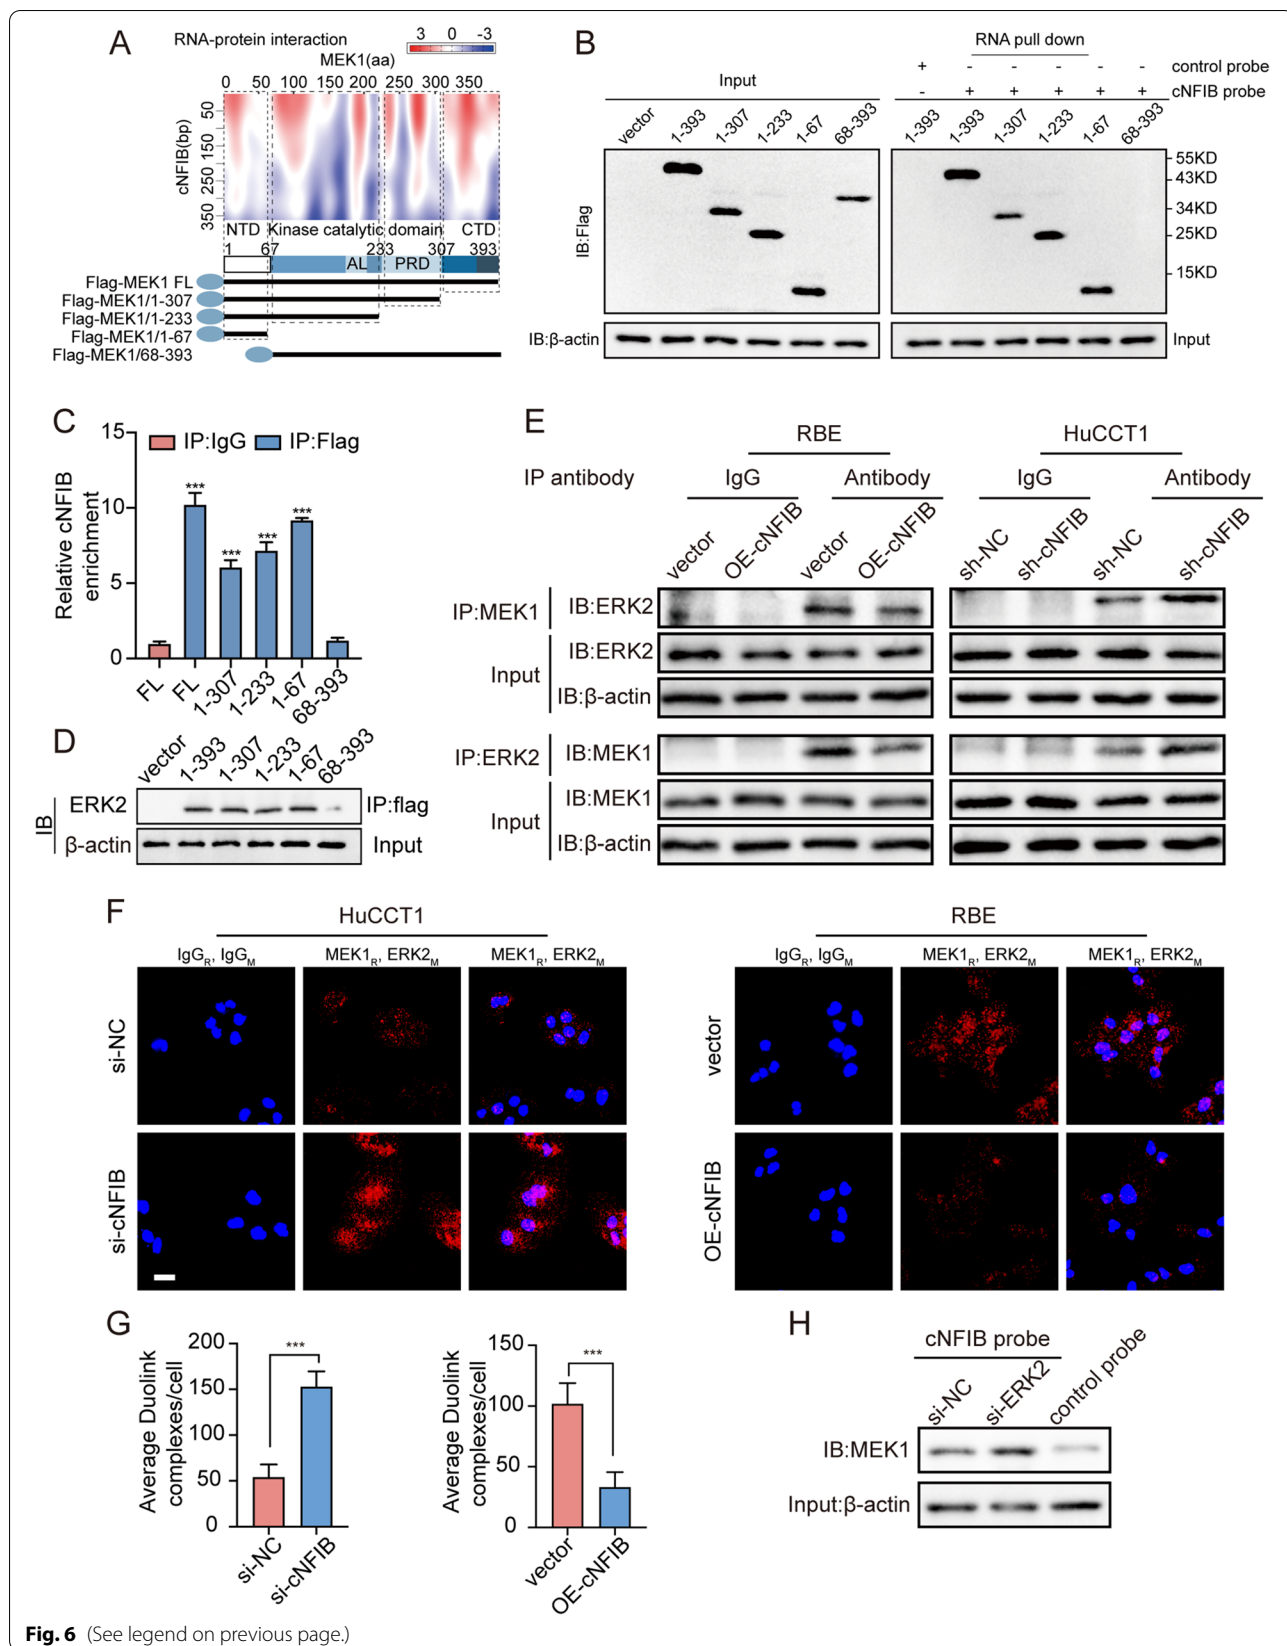 A
RNA-protein interaction
3 0 -3
MEK1(aa)
0 50 100 150 200 250 300 350
cNFIB(bp)
50
150
250
350
NTD Kinase catalytic domain CTD
1 67 233 307 393
AL PRD
Flag-MEK1 FL
Flag-MEK1/1-307
Flag-MEK1/1-233
Flag-MEK1/1-67
Flag-MEK1/68-393
B
Input
RNA pull down
+ - - - - - control probe
- + + + + + cNFIB probe
vector 1-393 1-307 1-233 1-67 68-393
1-393 1-393 1-307 1-233 1-67 68-393
IB:Flag
55KD
43KD
34KD
25KD
15KD
IB:β-actin
Input
C
IP:IgG IP:Flag
Relative cNFIB
enrichment
15
10
5
0
*** *** *** ***
FL FL 1-307 1-233 1-67 68-393
D
vector 1-393 1-307 1-233 1-67 68-393
IB
ERK2 IP:flag
β-actin Input
E
RBE HuCCT1
IP antibody IgG Antibody IgG Antibody
vector OE-cNFIB vector OE-cNFIB sh-NC sh-cNFIB sh-NC sh-cNFIB
IP:MEK1 IB:ERK2
Input
IB:ERK2
IB:β-actin
IP:ERK2 IB:MEK1
Input
IB:MEK1
IB:β-actin
F
HuCCT1 RBE
IgGR, IgGM MEK1R, ERK2M MEK1R, ERK2M IgGR, IgGM MEK1R, ERK2M MEK1R, ERK2M
si-NC
si-cNFIB
vector
OE-cNFIB
G
Average Duolink
complexes/cell
200
150
100
50
0
***
si-NC si-cNFIB
Average Duolink
complexes/cell
150
100
50
0
***
vector OE-cNFIB
H
cNFIB probe
si-NC si-ERK2 control probe
IB:MEK1
Input:β-actin
Fig. 6 (See legend on previous page.)